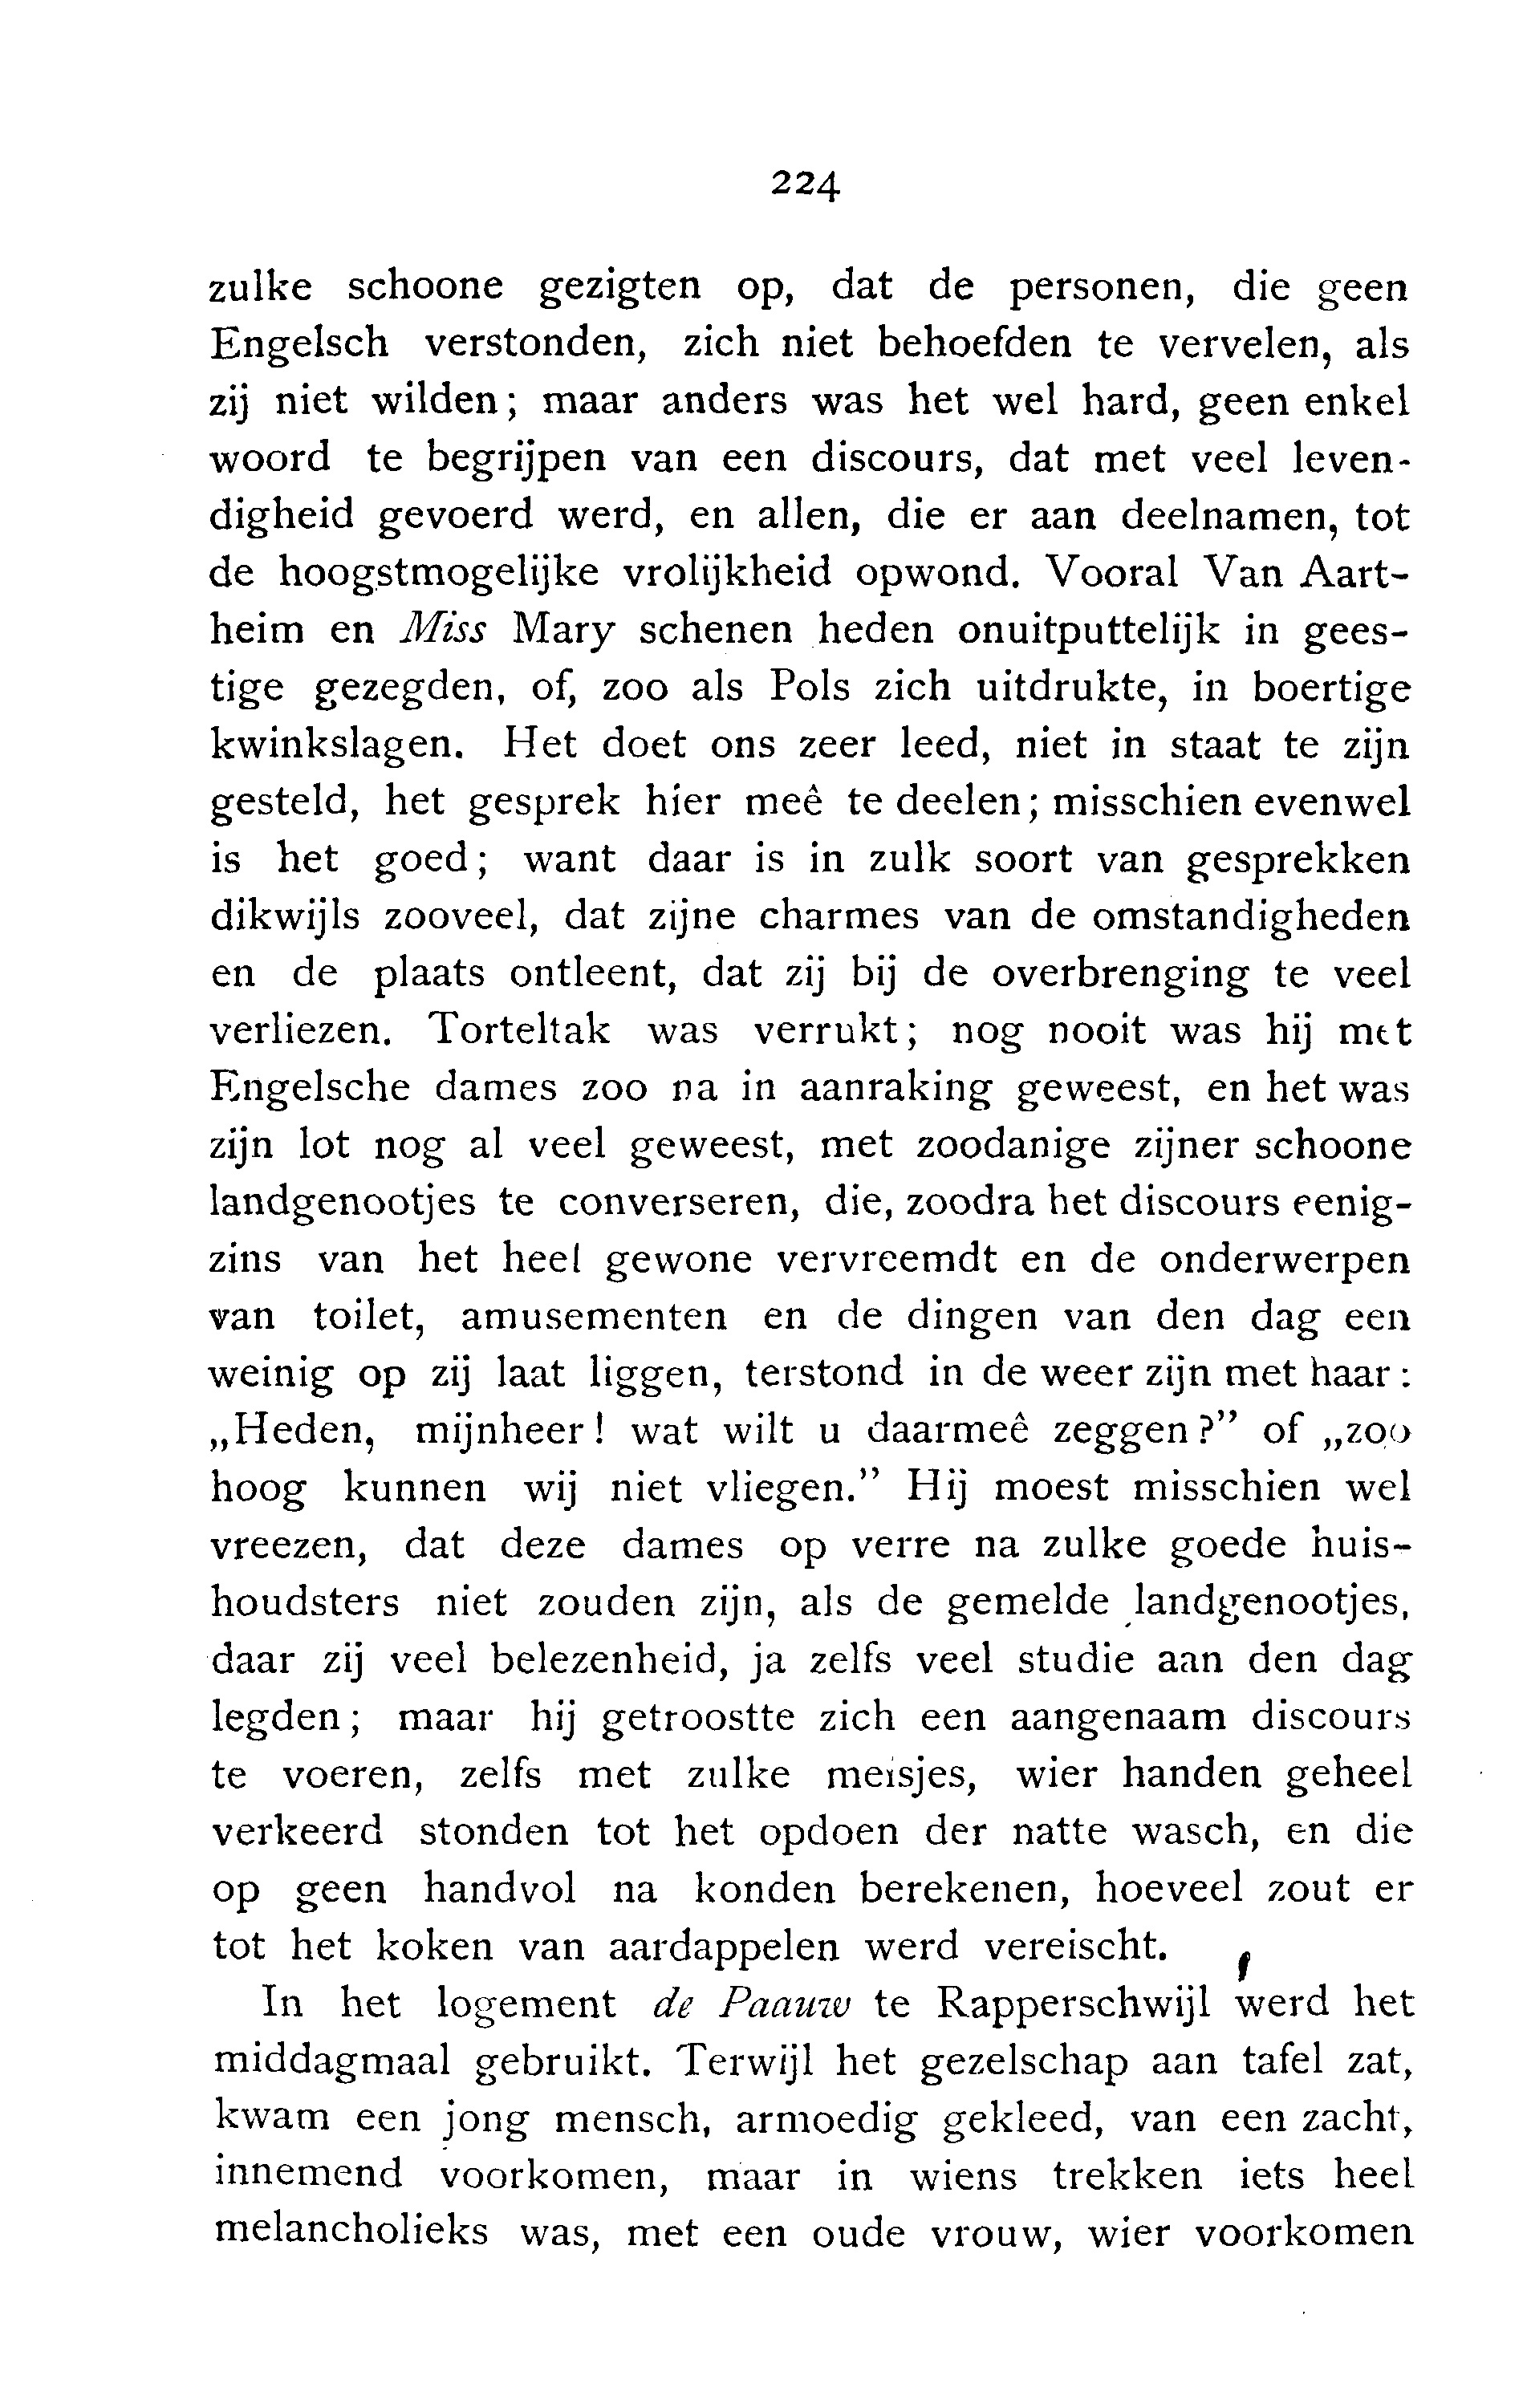 224
zulke schoone gezigten op, dat de personen, die geen
Engelsch verstonden, zich niet behoefden te vervelen, als
zij niet wilden; maar anders was het wel hard, geen enkel
woord te begrijpen van een discours, dat met veel leven-
digheid gevoerd werd, en allen, die er aan deelnamen, tot
de hoogstmogelijke vrolijkheid opwond. Vooral Van Aart-
heim en Miss Mary schenen heden onuitputtelijk in gees-
tige gezegden, of, zoo als Pols zich uitdrukte, in boertige
kwinkslagen. Het doet ons zeer leed, niet in staat te zijn
gesteld, het gesprek hier meê te deelen; misschien evenwel
is het goed; want daar is in zulk soort van gesprekken
dikwijls zooveel, dat zijne charmes van de omstandigheden
en de plaats ontleent, dat zij bij de overbrenging te veel
verliezen. Torteltak was verrukt; nog nooit was hij met
Engelsche dames zoo na in aanraking geweest, en het was
zijn lot nog al veel geweest, met zoodanige zijner schoone
landgenootjes te converseren, die, zoodra het discours eenig-
zins van het heel gewone vervreemdt en de onderwerpen
van toilet, amusementen en de dingen van den dag een
weinig op zij laat liggen, terstond in de weer zijn met haar:
„Heden, mijnheer! wat wilt u daarmeê zeggen?” of „zoo
hoog kunnen wij niet vliegen.” Hij moest misschien wel
vreezen, dat deze dames op verre na zulke goede huis-
houdsters niet zouden zijn, als de gemelde landgenootjes,
daar zij veel belezenheid, ja zelfs veel studie aan den dag
legden; maar hij getroostte zich een aangenaam discours
te voeren, zelfs met zulke meisjes, wier handen geheel
verkeerd stonden tot het opdoen der natte wasch, en die
op geen handvol na konden berekenen, hoeveel zout er
tot het koken van aardappelen werd vereischt.
In het logement de Paauw te Rapperschwijl werd het
middagmaal gebruikt. Terwijl het gezelschap aan tafel zat,
kwam een jong mensch, armoedig gekleed, van een zacht,
innemend voorkomen, maar in wiens trekken iets heel
melancholieks was, met een oude vrouw, wier voorkomen